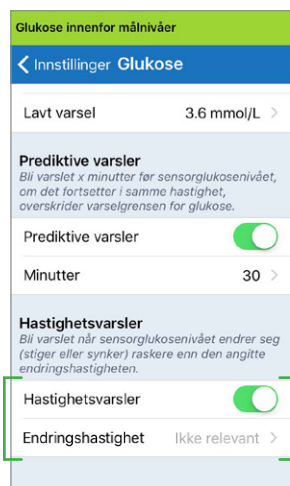 Glukose innenfor målnivåer
Innstillinger Glukose
Lavt varsel 3.6 mmol/L
Prediktive varsler
Bli varslet x minutter før sensorglukosenivået,
om det fortsetter i samme hastighet,
overskrider varselgrensen for glukose.
Prediktive varsler
Minutter 30
Hastighetsvarsler
Bli varslet når sensorglukosenivået endrer seg
(stiger eller synker) raskere enn den angitte
endringshastigheten.
Hastighetsvarsler
Endringshastighet Ikke relevant